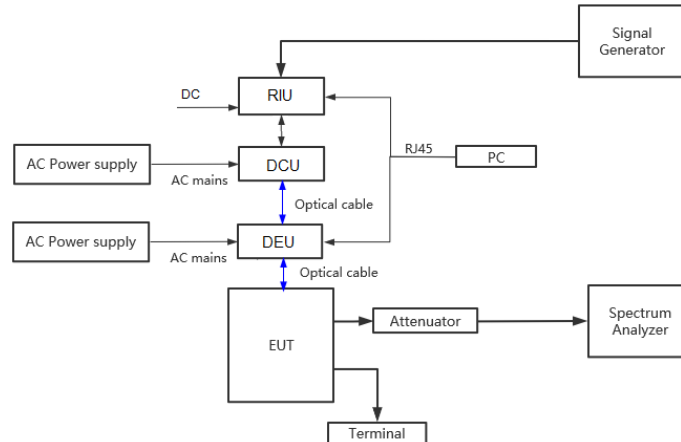 Signal
Generator
DC
RIU
RJ45
PC
AC Power supply
AC mains
DCU
Optical cable
AC Power supply
AC mains
DEU
Optical cable
EUT
Attenuator
Spectrum
Analyzer
Terminal